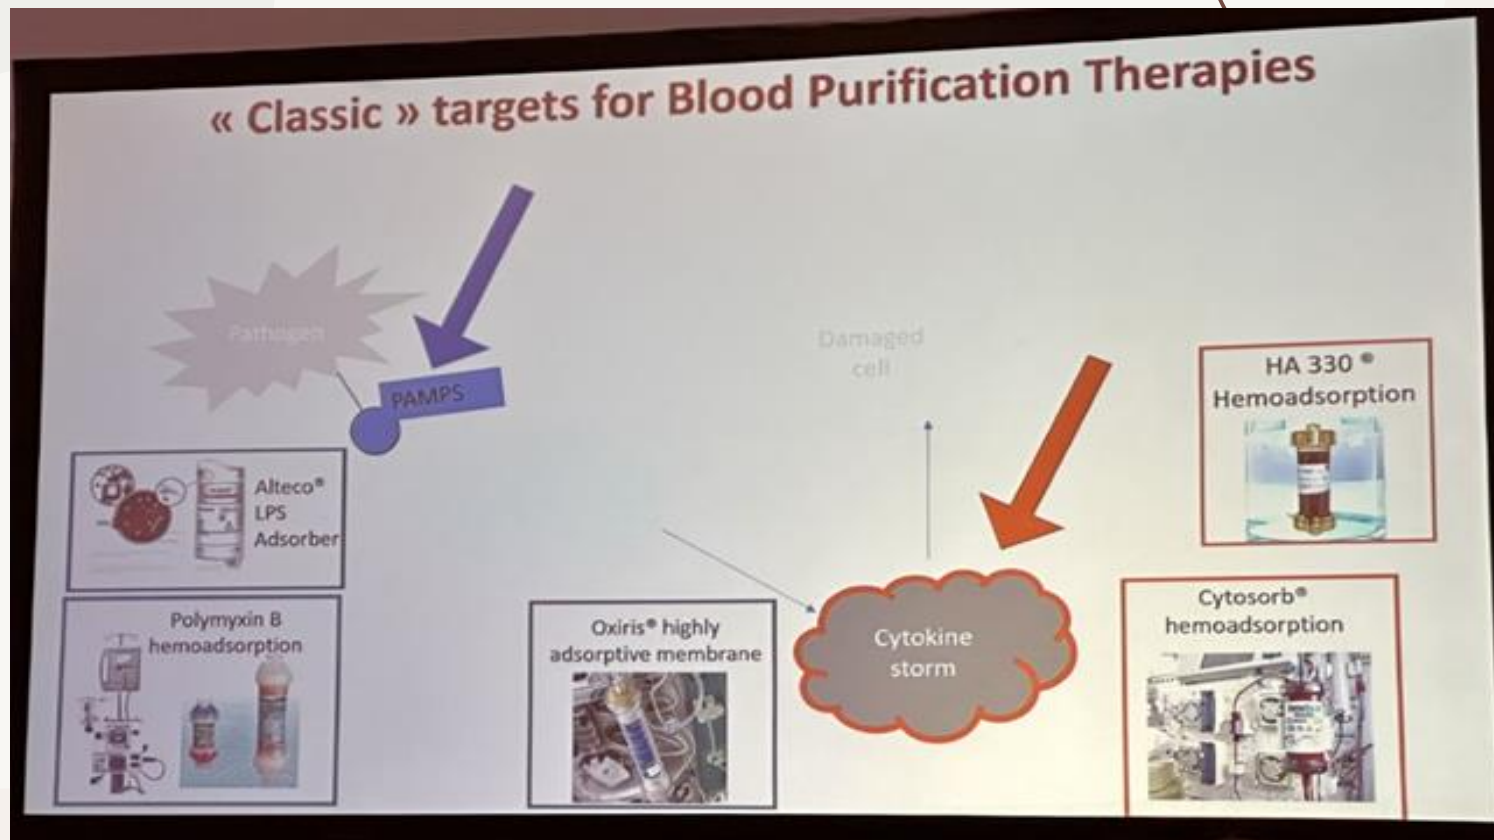 « Classic » targets for Blood Purification Therapies
Pathogen
PAMPS
Damaged
cell
HA 330 ®
Hemoadsorption
Alteco®
LPS
Adsorber
Polymyxin B
hemoadsorption
Oxiris® highly
adsorptive membrane
Cytokine
storm
Cytosorb®
hemoadsorption